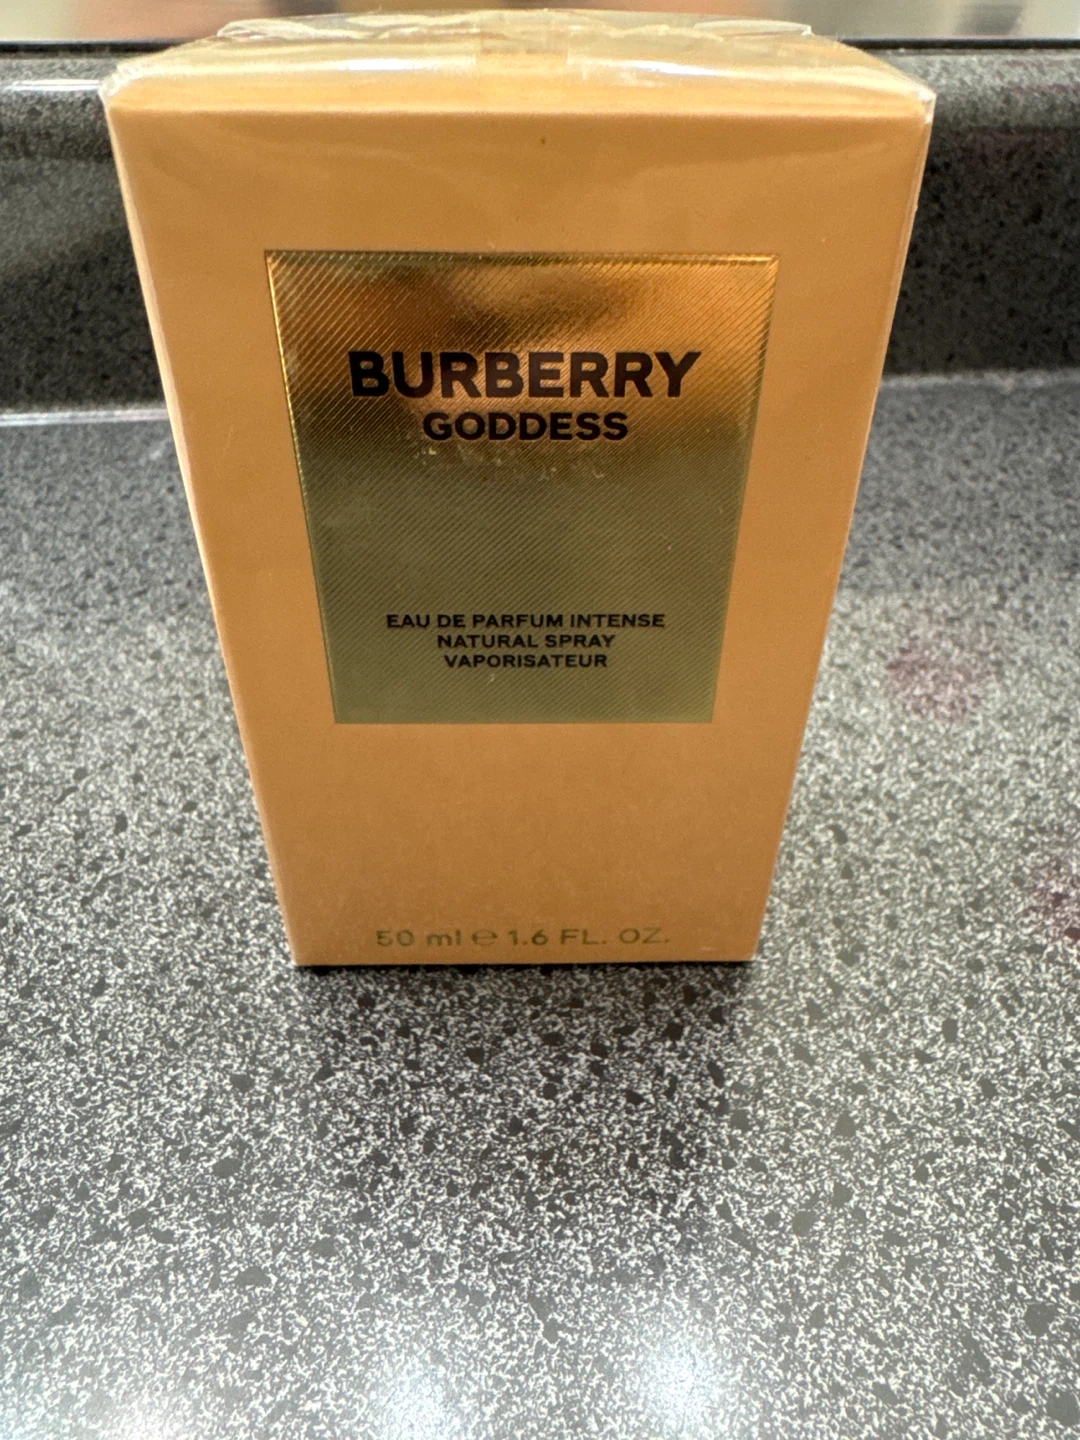 BURBERRY
GODDESS
EAU DE PARFUM INTENSE
NATURAL SPRAY
VAPORISATEUR
50 ml ℮ 1.6 FL. OZ.